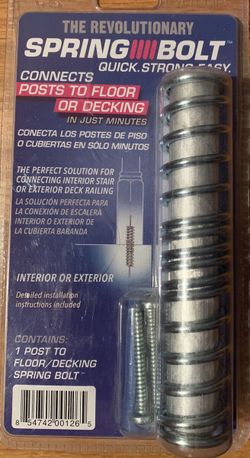 THE REVOLUTIONARY
SPRING BOLT™
QUICK. STRONG. EASY.
CONNECTS
POSTS TO FLOOR
OR DECKING
IN JUST MINUTES
CONECTA LOS POSTES DE PISO
O CUBIERTAS EN SÓLO MINUTOS
THE PERFECT SOLUTION FOR
CONNECTING INTERIOR STAIR
OR EXTERIOR DECK RAILING
LA SOLUCIÓN PERFECTA PARA
LA CONEXIÓN DE ESCALERA
INTERIOR O EXTERIOR DE
LA CUBIERTA BARANDA
INTERIOR OR EXTERIOR
Detailed installation
instructions included
CONTAINS:
1 POST TO
FLOOR/DECKING
SPRING BOLT™
8 54742 00126 5